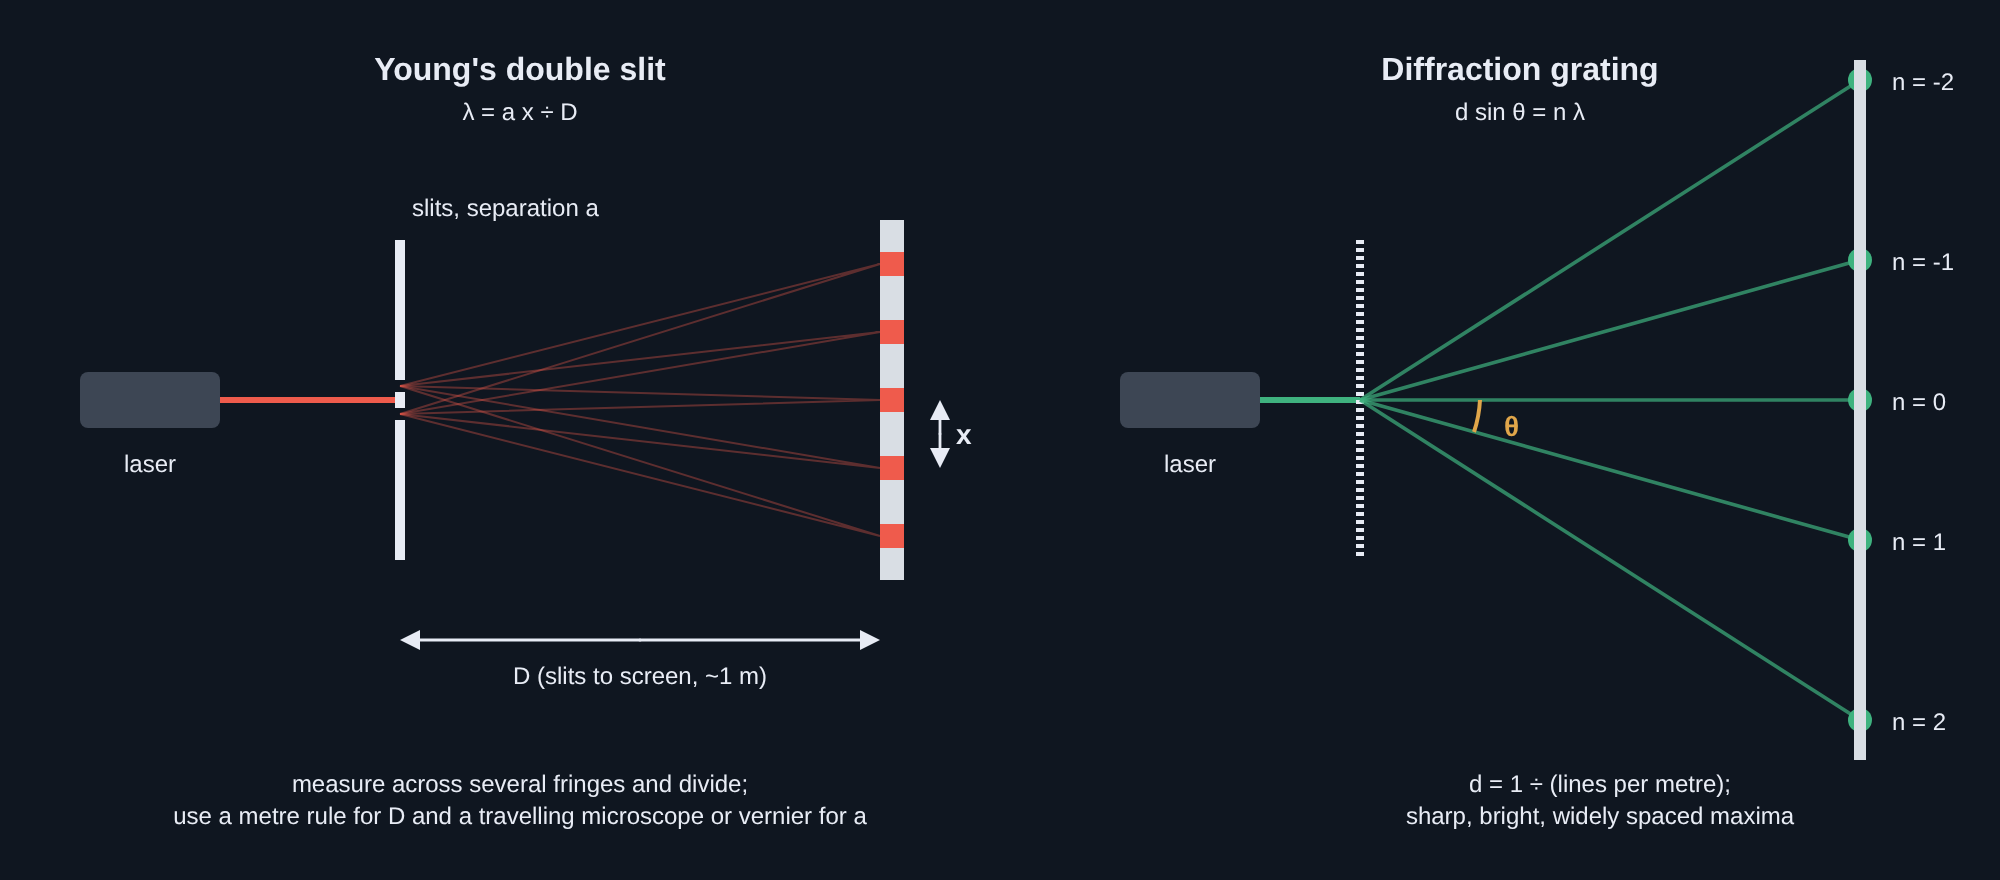 Young's double slit
λ = a x ÷ D
slits, separation a
laser
x
D (slits to screen, ~1 m)
measure across several fringes and divide;
use a metre rule for D and a travelling microscope or vernier for a
Diffraction grating
d sin θ = n λ
n = -2
n = -1
n = 0
θ
laser
n = 1
n = 2
d = 1 ÷ (lines per metre);
sharp, bright, widely spaced maxima